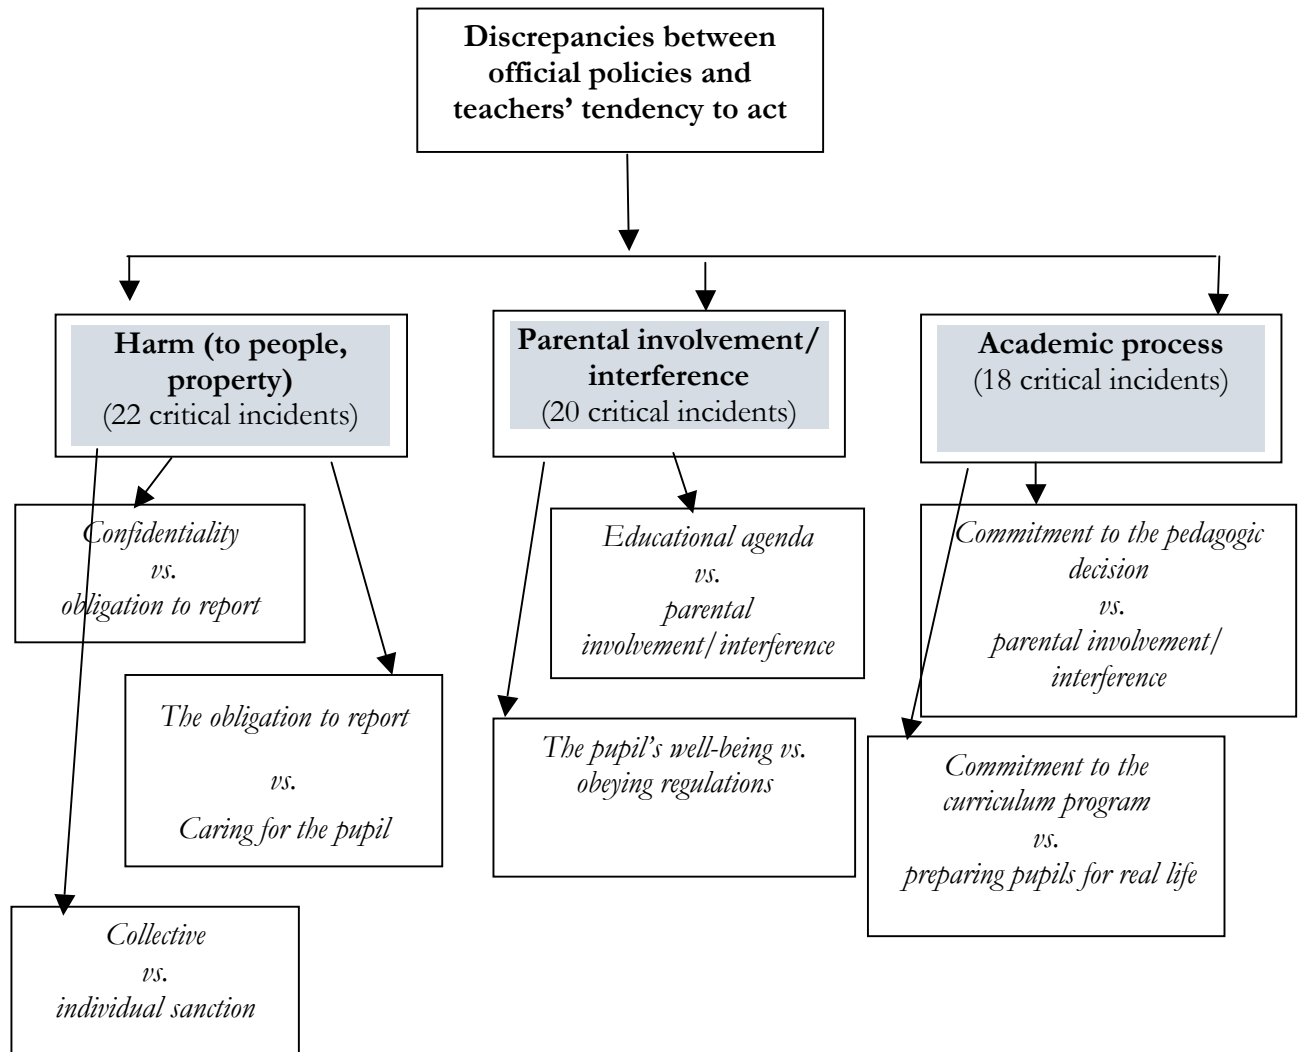 Discrepancies between
official policies and
teachers’ tendency to act
Harm (to people,
property)
(22 critical incidents)
Parental involvement/
interference
(20 critical incidents)
Academic process
(18 critical incidents)
Confidentiality
vs.
obligation to report
Educational agenda
vs.
parental
involvement/interference
Commitment to the pedagogic
decision
vs.
parental involvement/
interference
The obligation to report
vs.
Caring for the pupil
The pupil’s well-being vs.
obeying regulations
Commitment to the
curriculum program
vs.
preparing pupils for real life
Collective
vs.
individual sanction